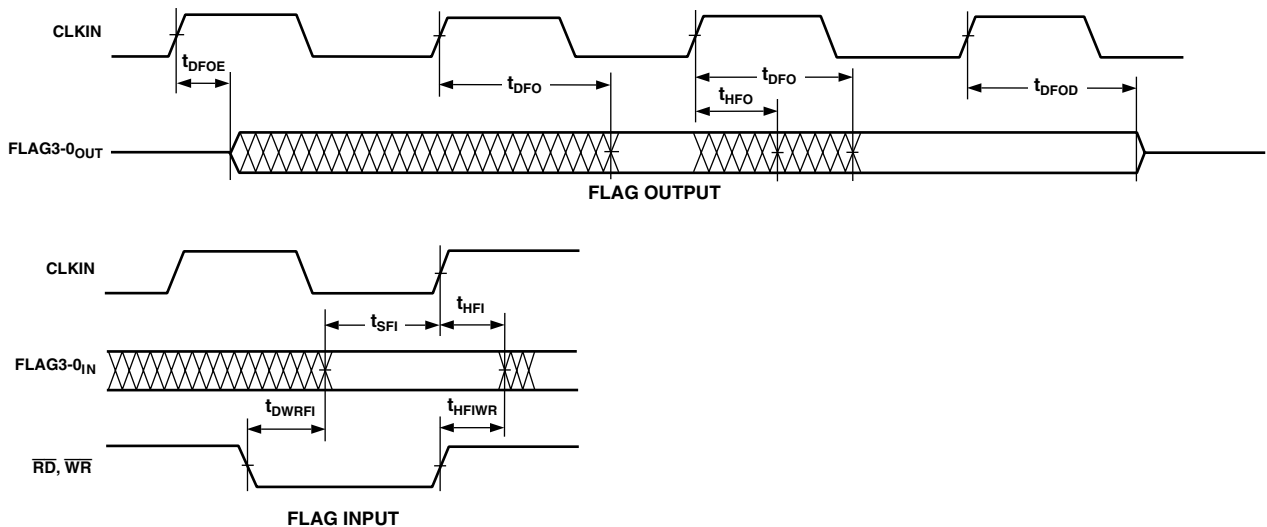 CLKIN
tDFOE
tDFO
tDFO
tHFO
tDFOD
FLAG3-0OUT
FLAG OUTPUT
CLKIN
tSFI
tHFI
FLAG3-0IN
tDWRFI
tHFIWR
RD, WR
FLAG INPUT